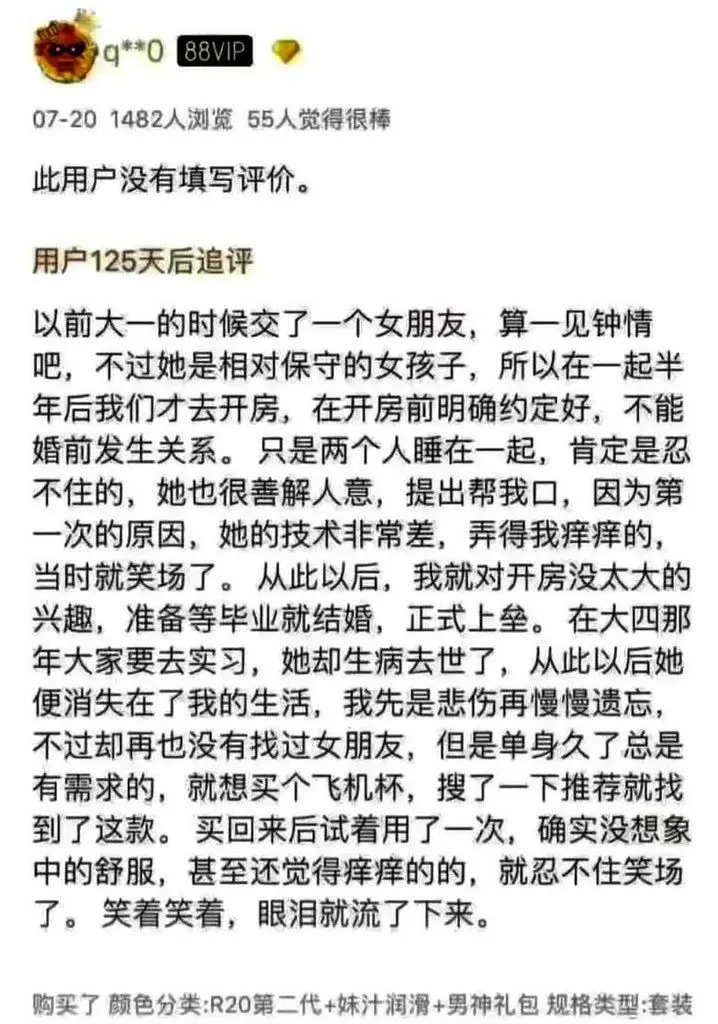 q**0 88VIP
07-20 1482人浏览 55人觉得很棒
此用户没有填写评价。
用户125天后追评
以前大一的时候交了一个女朋友，算一见钟情
吧，不过她是相对保守的女孩子，所以在一起半
年后我们才去开房，在开房前明确约定好，不能
婚前发生关系。 只是两个人睡在一起，肯定是忍
不住的，她也很善解人意，提出帮我口，因为第
一次的原因，她的技术非常差，弄得我痒痒的，
当时就笑场了。 从此以后，我就对开房没太大的
兴趣，准备等毕业就结婚，正式上垒。 在大四那
年大家要去实习，她却生病去世了，从此以后她
便消失在了我的生活，我先是悲伤再慢慢遗忘，
不过却再也没有找过女朋友，但是单身久了总是
有需求的，就想买个飞机杯，搜了一下推荐就找
到了这款。 买回来后试着用了一次，确实没想象
中的舒服，甚至还觉得痒痒的的，就忍不住笑场
了。 笑着笑着，眼泪就流了下来。
购买了 颜色分类:R20第二代+妹汁润滑+男神礼包 规格类型:套装